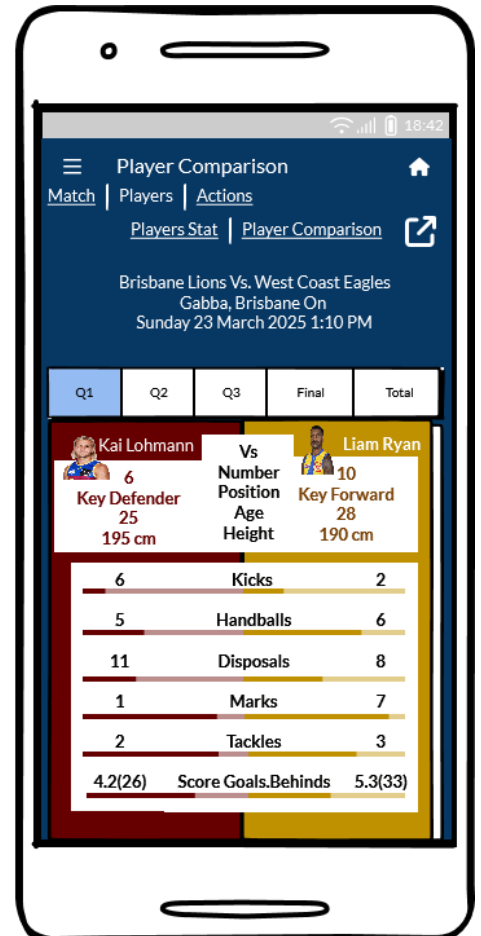 18:42
Player Comparison
Match Players Actions
Players Stat Player Comparison
Brisbane Lions Vs. West Coast Eagles
Gabba, Brisbane On
Sunday 23 March 2025 1:10 PM
Q1 Q2 Q3 Final Total
Kai Lohmann Vs Liam Ryan
6 Number 10
Key Defender Position Key Forward
25 Age 28
195 cm Height 190 cm
6 Kicks 2
5 Handballs 6
11 Disposals 8
1 Marks 7
2 Tackles 3
4.2(26) Score Goals.Behinds 5.3(33)